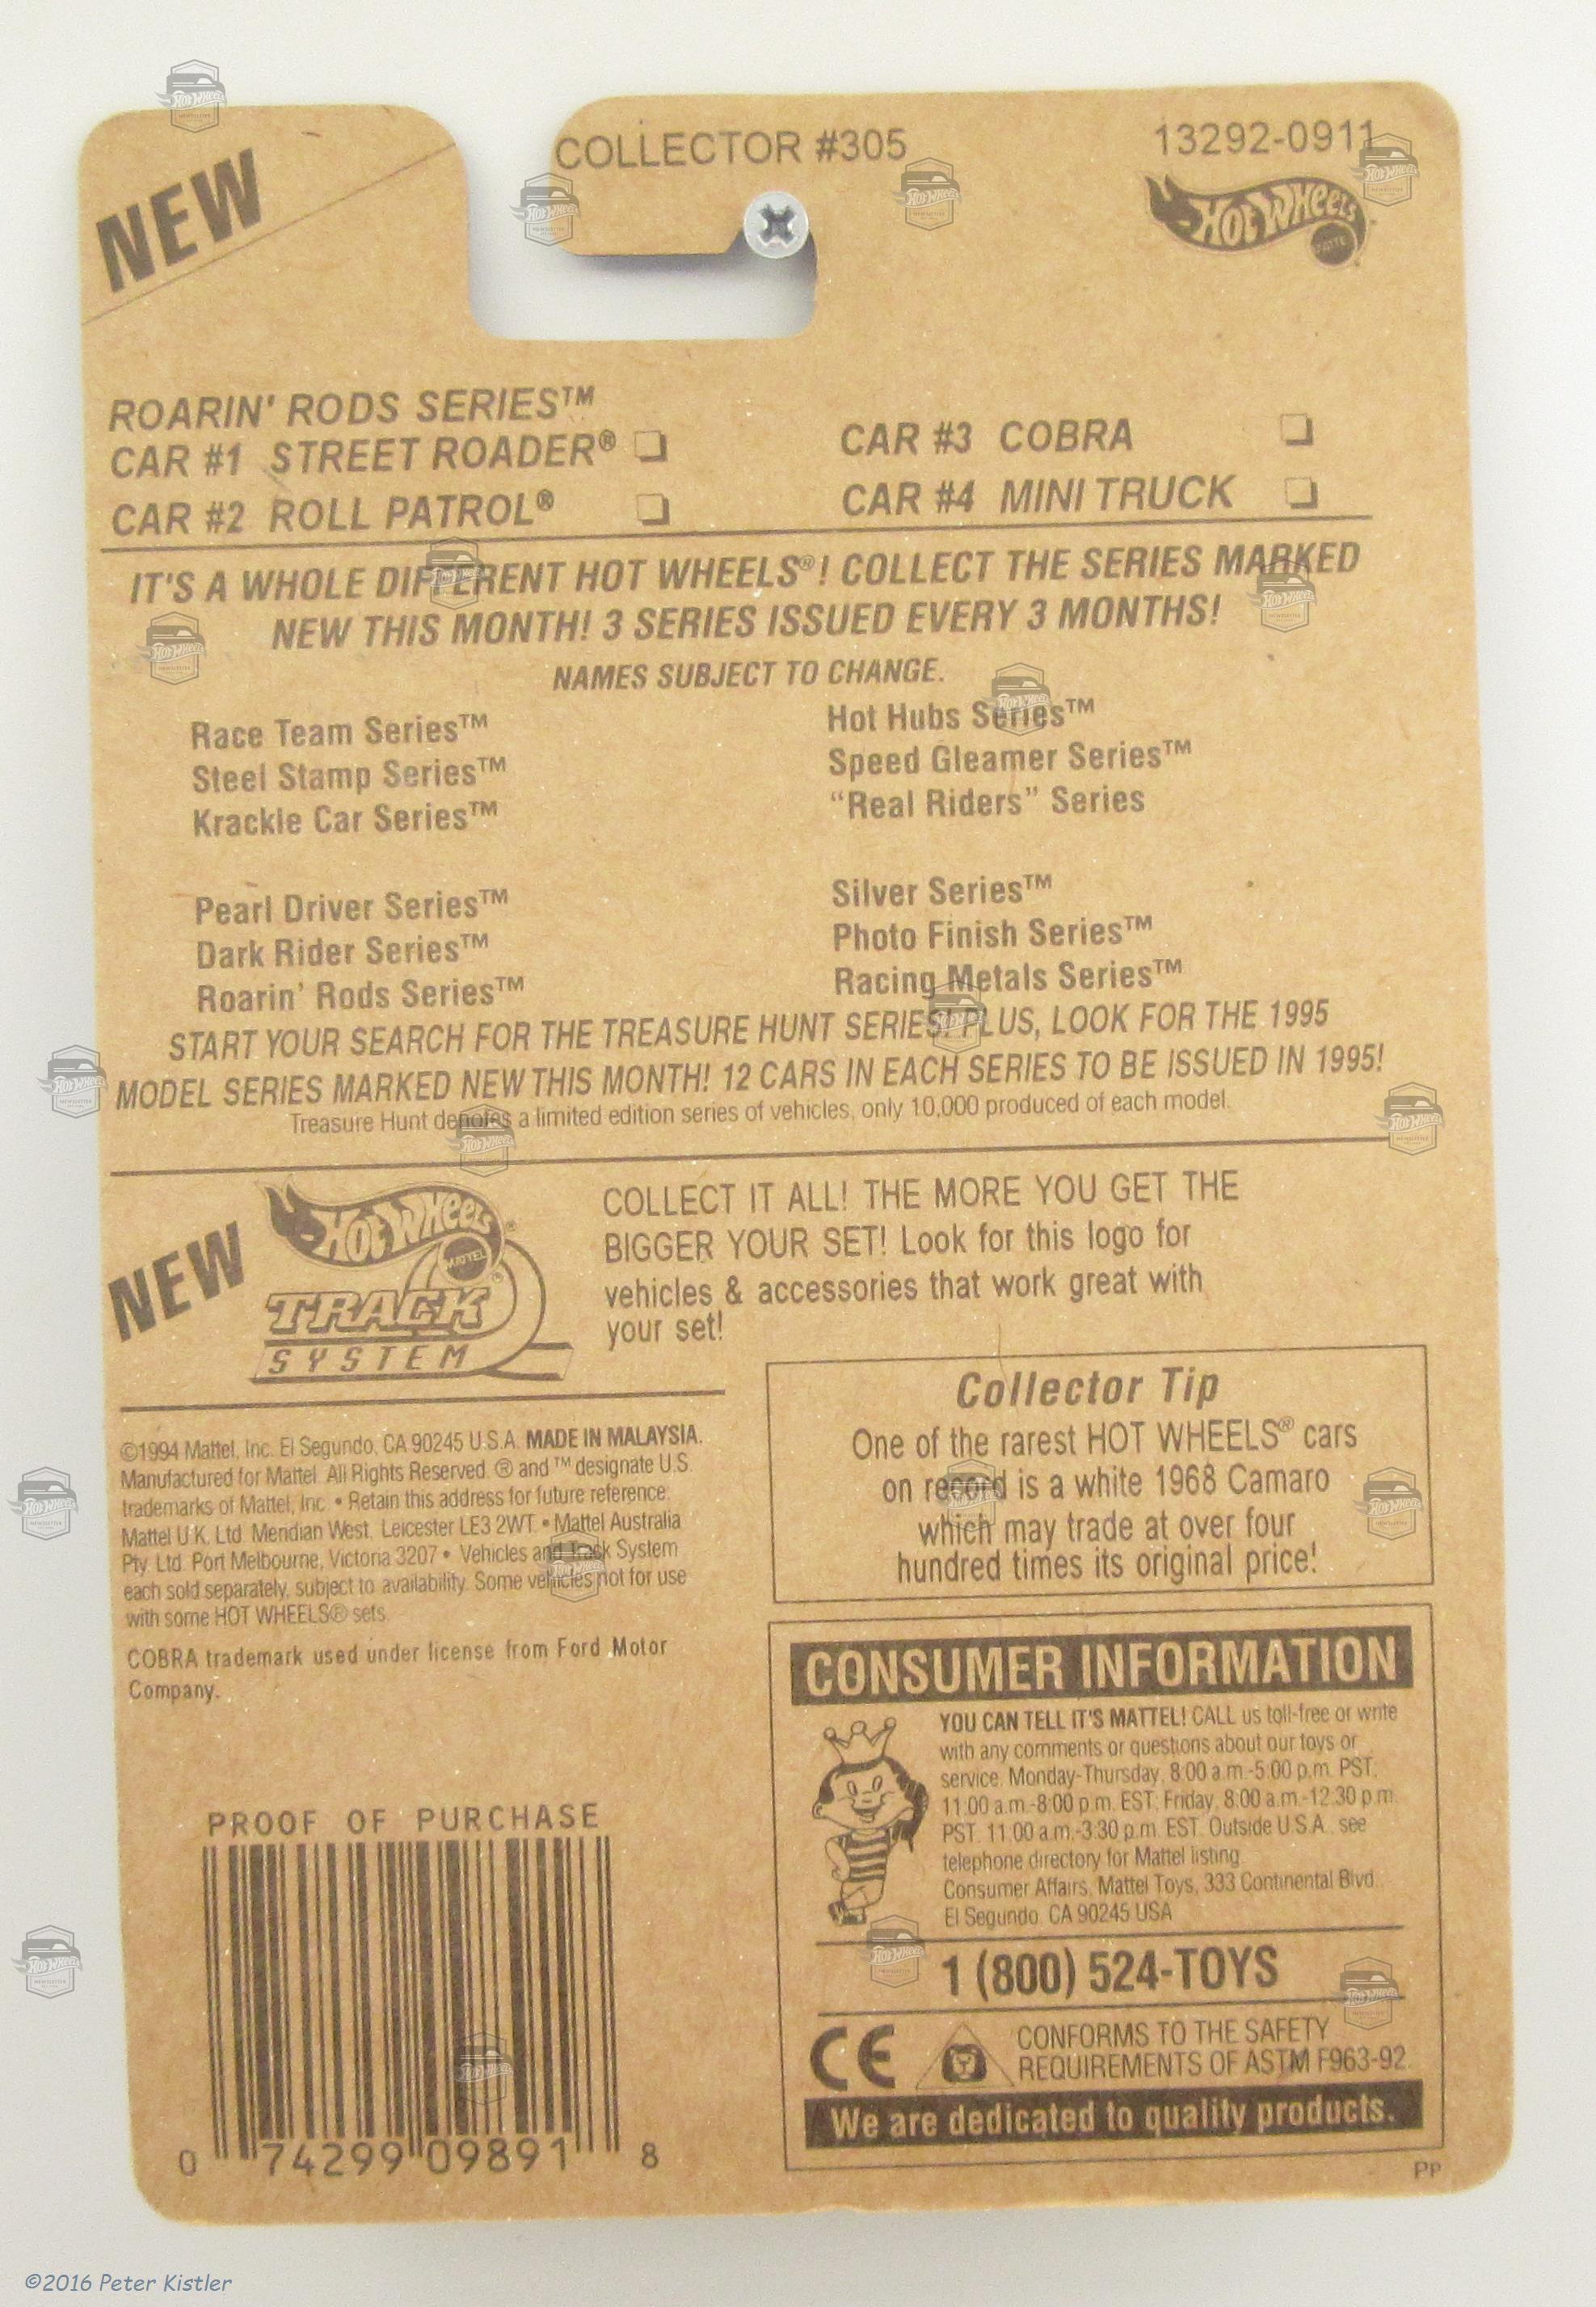 COLLECTOR #305
13292-0911
NEW
HOT WHEELS
MATTEL
ROARIN' RODS SERIES™
CAR #1 STREET ROADER® ❏
CAR #2 ROLL PATROL® ❏
CAR #3 COBRA ❏
CAR #4 MINI TRUCK ❏
IT'S A WHOLE DIFFERENT HOT WHEELS®! COLLECT THE SERIES MARKED
NEW THIS MONTH! 3 SERIES ISSUED EVERY 3 MONTHS!
NAMES SUBJECT TO CHANGE.
Race Team Series™
Steel Stamp Series™
Krackle Car Series™
Hot Hubs Series™
Speed Gleamer Series™
“Real Riders” Series
Pearl Driver Series™
Dark Rider Series™
Roarin’ Rods Series™
Silver Series™
Photo Finish Series™
Racing Metals Series™
START YOUR SEARCH FOR THE TREASURE HUNT SERIES! PLUS, LOOK FOR THE 1995
MODEL SERIES MARKED NEW THIS MONTH! 12 CARS IN EACH SERIES TO BE ISSUED IN 1995!
Treasure Hunt denotes a limited edition series of vehicles, only 10,000 produced of each model.
NEW
HOT WHEELS®
MATTEL®
TRACK
SYSTEM
COLLECT IT ALL! THE MORE YOU GET THE
BIGGER YOUR SET! Look for this logo for
vehicles & accessories that work great with
your set!
Collector Tip
One of the rarest HOT WHEELS® cars
on record is a white 1968 Camaro
which may trade at over four
hundred times its original price!
©1994 Mattel, Inc. El Segundo, CA 90245 U.S.A. MADE IN MALAYSIA.
Manufactured for Mattel. All Rights Reserved. ® and ™ designate U.S.
trademarks of Mattel, Inc. • Retain this address for future reference:
Mattel U.K. Ltd. Meridian West, Leicester LE3 2WT. • Mattel Australia
Pty. Ltd. Port Melbourne, Victoria 3207 • Vehicles and Track System
each sold separately, subject to availability. Some vehicles not for use
with some HOT WHEELS® sets.
COBRA trademark used under license from Ford Motor
Company.
CONSUMER INFORMATION
YOU CAN TELL IT'S MATTEL! CALL us toll-free or write
with any comments or questions about our toys or
service. Monday-Thursday, 8:00 a.m.-5:00 p.m. PST,
11:00 a.m.-8:00 p.m. EST; Friday, 8:00 a.m.-12:30 p.m.
PST, 11:00 a.m.-3:30 p.m. EST. Outside U.S.A., see
telephone directory for Mattel listing.
Consumer Affairs, Mattel Toys, 333 Continental Blvd.,
El Segundo, CA 90245 USA
1 (800) 524-TOYS
CE
CONFORMS TO THE SAFETY
REQUIREMENTS OF ASTM F963-92.
We are dedicated to quality products.
PP
PROOF OF PURCHASE
0 74299 09891 8
©2016 Peter Kistler